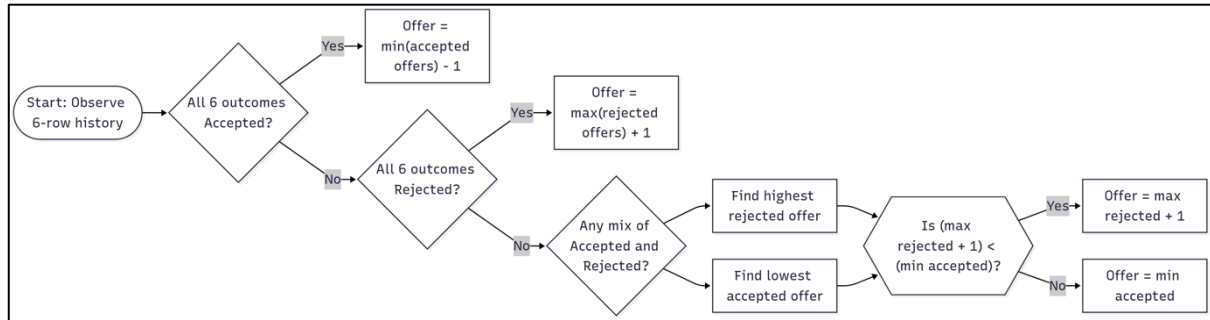 Start: Observe
6-row history
All 6 outcomes
Accepted?
Yes
Offer =
min(accepted
offers) - 1
No
All 6 outcomes
Rejected?
Yes
Offer =
max(rejected
offers) + 1
No
Any mix of
Accepted and
Rejected?
Find highest
rejected offer
Find lowest
accepted offer
Is (max
rejected + 1) <
(min accepted)?
Yes
Offer = max
rejected + 1
No
Offer = min
accepted